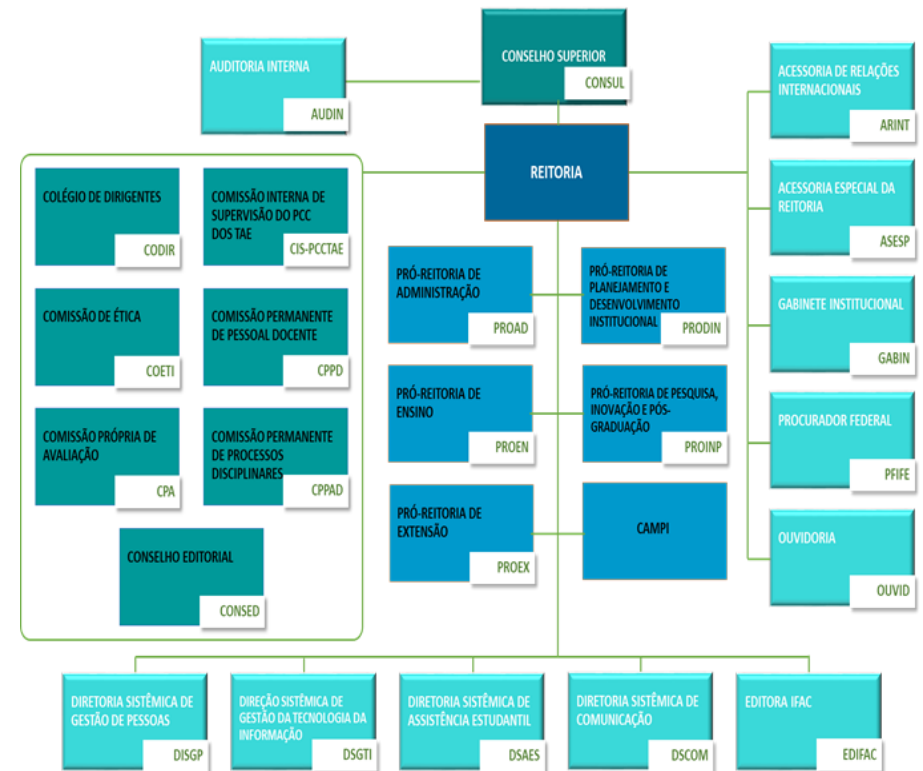 AUDITORIA INTERNA
AUDIN
CONSELHO SUPERIOR
CONSUL
REITORIA
ACESSORIA DE RELAÇÕES
INTERNACIONAIS
ARINT
ACESSORIA ESPECIAL DA
REITORIA
ASESP
GABINETE INSTITUCIONAL
GABIN
PROCURADOR FEDERAL
PFIFE
OUVIDORIA
OUVID
COLÉGIO DE DIRIGENTES
CODIR
COMISSÃO INTERNA DE
SUPERVISÃO DO PCC
DOS TAE
CIS-PCCTAE
COMISSÃO DE ÉTICA
COETI
COMISSÃO PERMANENTE
DE PESSOAL DOCENTE
CPPD
COMISSÃO PRÓPRIA DE
AVALIAÇÃO
CPA
COMISSÃO PERMANENTE
DE PROCESSOS
DISCIPLINARES
CPPAD
CONSELHO EDITORIAL
CONSED
PRÓ-REITORIA DE
ADMINISTRAÇÃO
PROAD
PRÓ-REITORIA DE
PLANEJAMENTO E
DESENVOLVIMENTO
INSTITUCIONAL
PRODIN
PRÓ-REITORIA DE
ENSINO
PROEN
PRÓ-REITORIA DE PESQUISA,
INOVAÇÃO E PÓS-
GRADUAÇÃO
PROINP
PRÓ-REITORIA DE
EXTENSÃO
PROEX
CAMPI
DIRETORIA SISTÊMICA DE
GESTÃO DE PESSOAS
DISGP
DIREÇÃO SISTÊMICA DE
GESTÃO DA TECNOLOGIA DA
INFORMAÇÃO
DSGTI
DIRETORIA SISTÊMICA DE
ASSISTÊNCIA ESTUDANTIL
DSAES
DIRETORIA SISTÊMICA DE
COMUNICAÇÃO
DSCOM
EDITORA IFAC
EDIFAC